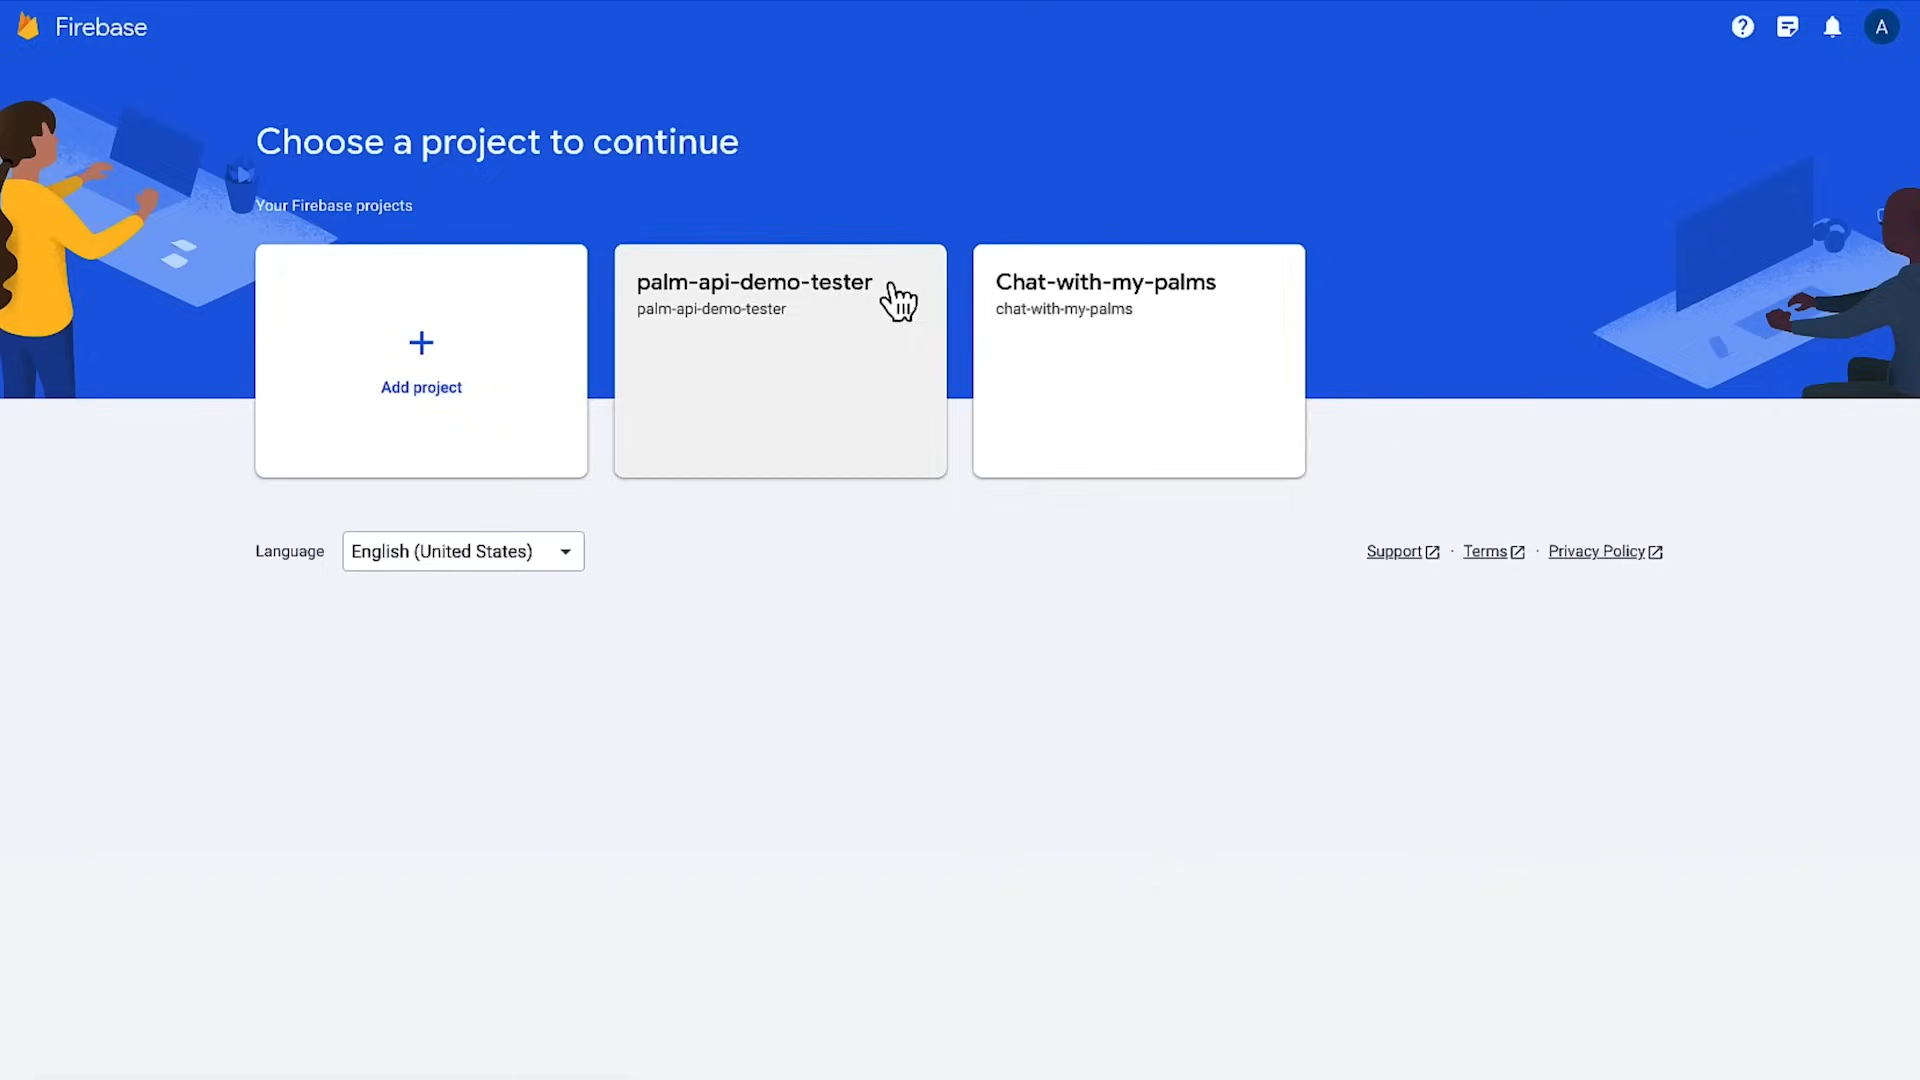 Firebase
A
Choose a project to continue
Your Firebase projects
Add project
palm-api-demo-tester
palm-api-demo-tester
Chat-with-my-palms
chat-with-my-palms
Language
English (United States)
Support · Terms · Privacy Policy